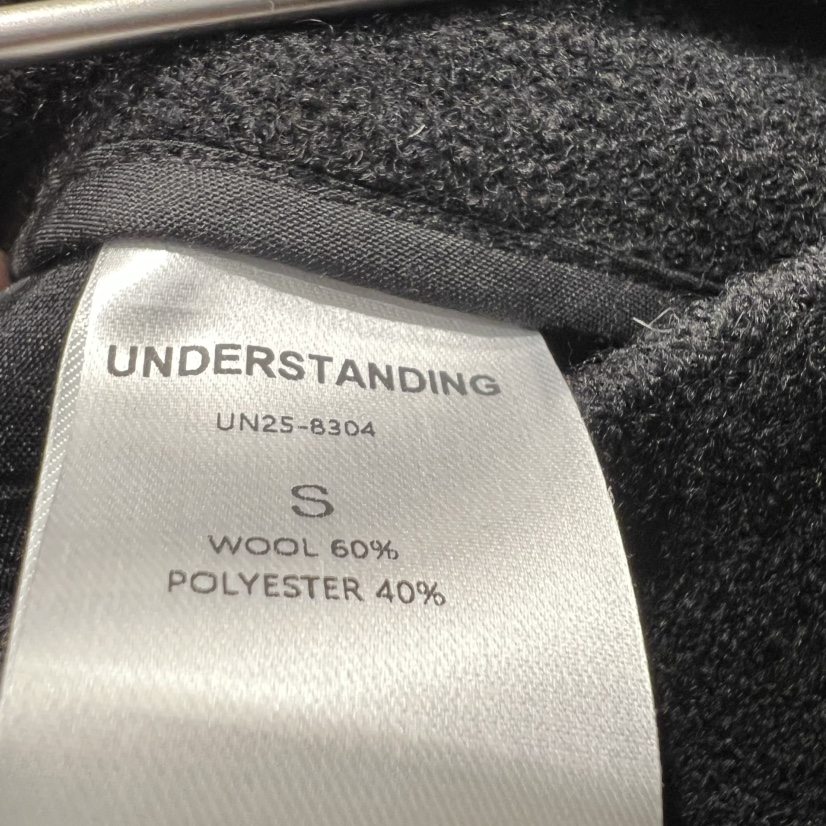 UNDERSTANDING
UN25-8304
S
WOOL 60%
POLYESTER 40%